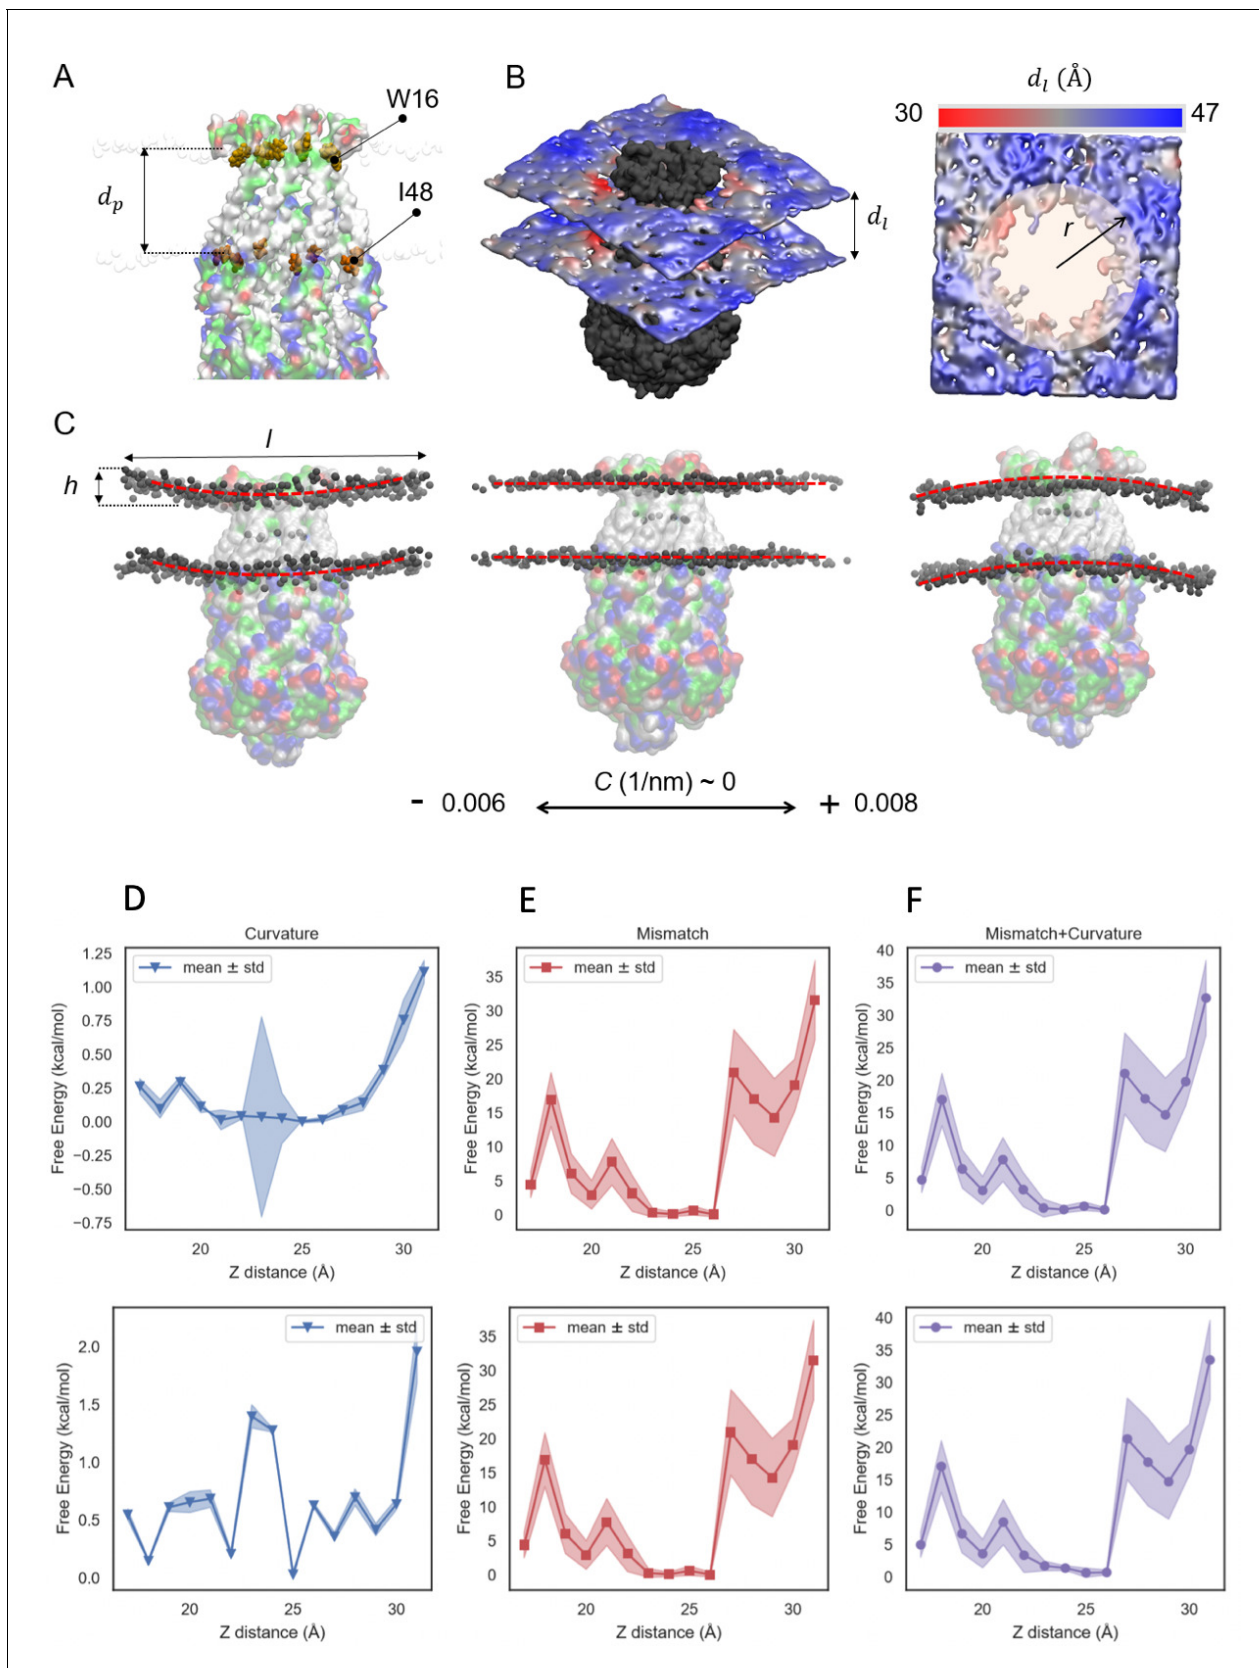 A
W16
I48
dₚ
B
dₗ
dₗ (Å)
30
47
r
C
l
h
C (1/nm) ~ 0
- 0.006
+ 0.008
D
E
F
Curvature
mean ± std
Free Energy (kcal/mol)
1.25
1.00
0.75
0.50
0.25
0.00
−0.25
−0.50
−0.75
20
25
30
Z distance (Å)
Mismatch
mean ± std
Free Energy (kcal/mol)
35
30
25
20
15
10
5
0
20
25
30
Z distance (Å)
Mismatch+Curvature
mean ± std
Free Energy (kcal/mol)
40
35
30
25
20
15
10
5
0
20
25
30
Z distance (Å)
mean ± std
Free Energy (kcal/mol)
2.0
1.5
1.0
0.5
0.0
20
25
30
Z distance (Å)
mean ± std
Free Energy (kcal/mol)
35
30
25
20
15
10
5
0
20
25
30
Z distance (Å)
mean ± std
Free Energy (kcal/mol)
40
35
30
25
20
15
10
5
0
20
25
30
Z distance (Å)